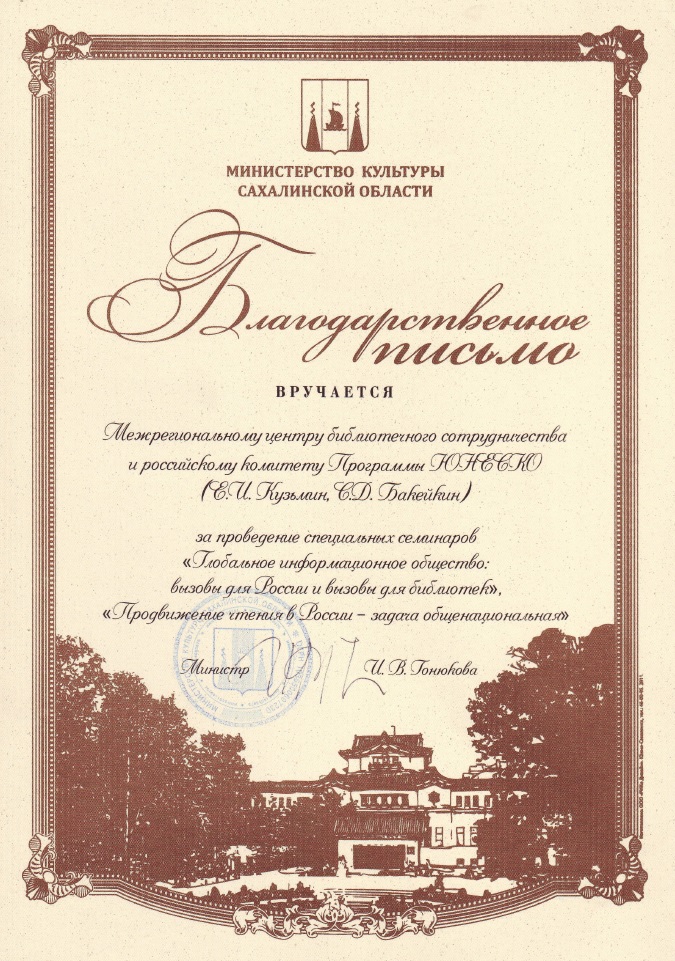 МИНИСТЕРСТВО КУЛЬТУРЫ
САХАЛИНСКОЙ ОБЛАСТИ
Благодарственное
письмо
ВРУЧАЕТСЯ
Межрегиональному центру библиотечного сотрудничества
и российскому комитету Программы ЮНЕСКО
(Е.И. Кузьмин, С.Д. Бакейкин)
за проведение специальных семинаров
«Глобальное информационное общество:
вызовы для России и вызовы для библиотек»,
«Продвижение чтения в России – задача общенациональная»
Министр И. В. Гонюкова